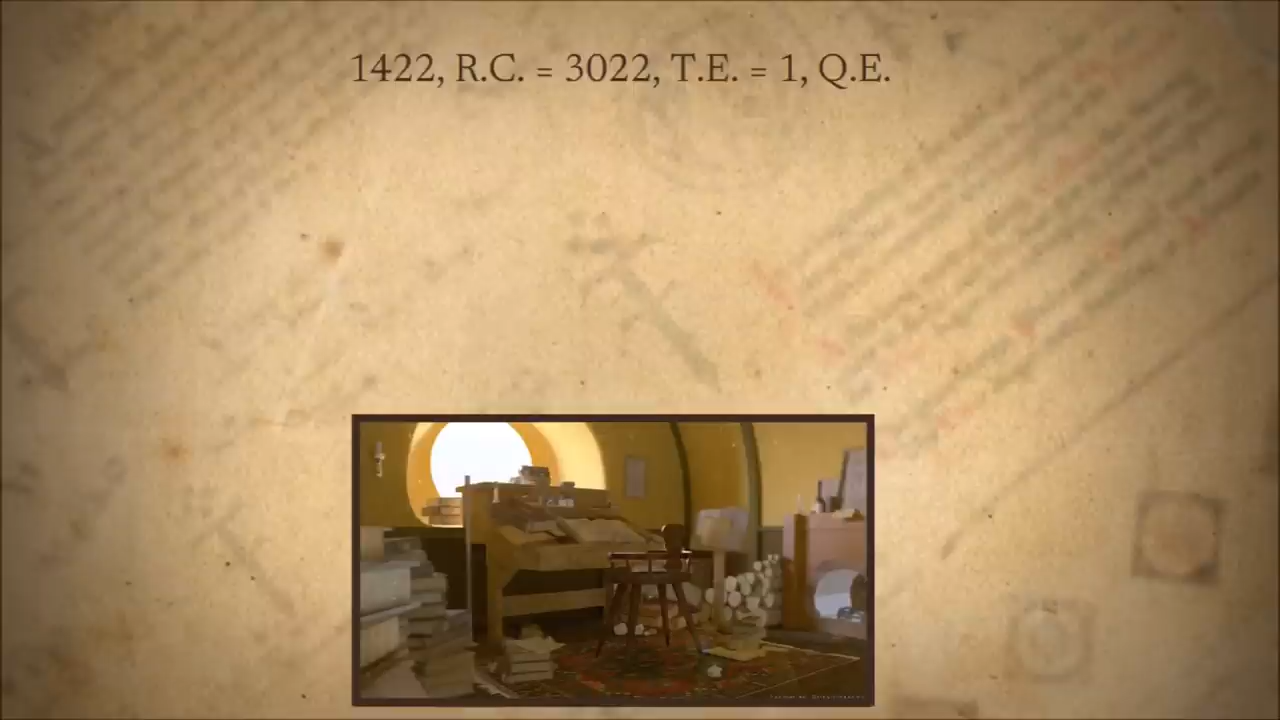 1422, R.C. = 3022, T.E. = 1, Q.E.